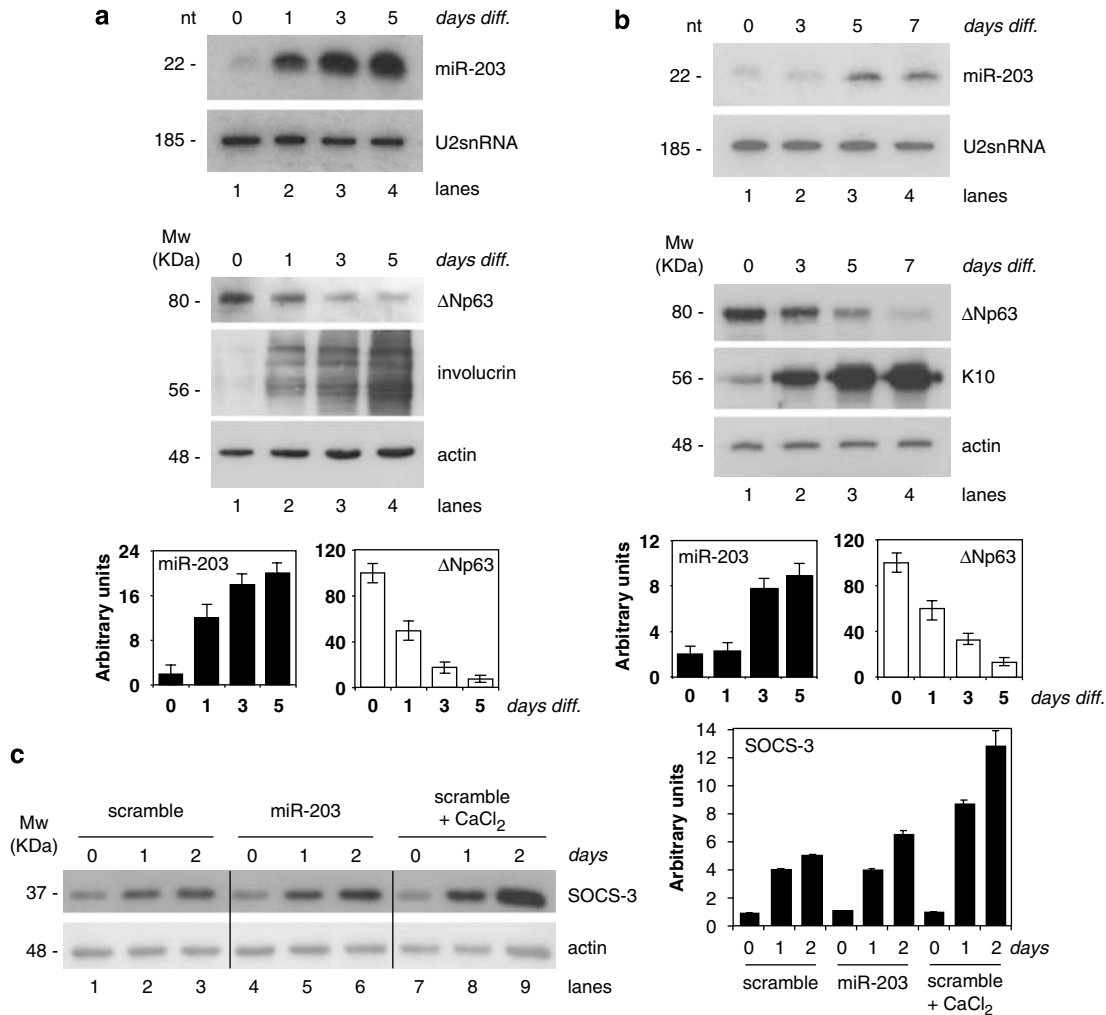 a
nt 0 1 3 5 days diff.
22 - miR-203
185 - U2snRNA
1 2 3 4 lanes
Mw
(KDa) 0 1 3 5 days diff.
80 - ΔNp63
56 - involucrin
48 - actin
1 2 3 4 lanes
Arbitrary units
24
16
8
0
miR-203
0 1 3 5
120
80
40
0
ΔNp63
0 1 3 5 days diff.
b
nt 0 3 5 7 days diff.
22 - miR-203
185 - U2snRNA
1 2 3 4 lanes
Mw
(KDa) 0 3 5 7 days diff.
80 - ΔNp63
56 - K10
48 - actin
1 2 3 4 lanes
Arbitrary units
12
8
4
2
0
miR-203
0 1 3 5
120
80
40
0
ΔNp63
0 1 3 5 days diff.
c
scramble miR-203 scramble
+ CaCl2
Mw
(KDa)
0 1 2 0 1 2 0 2 1 days
37 - SOCS-3
48 - actin
1 2 3 4 5 6 7 8 9 lanes
Arbitrary units
14
12
10
8
6
4
2
0
SOCS-3
0 1 2 0 1 2 0 1 2 days
scramble miR-203 scramble
+ CaCl2